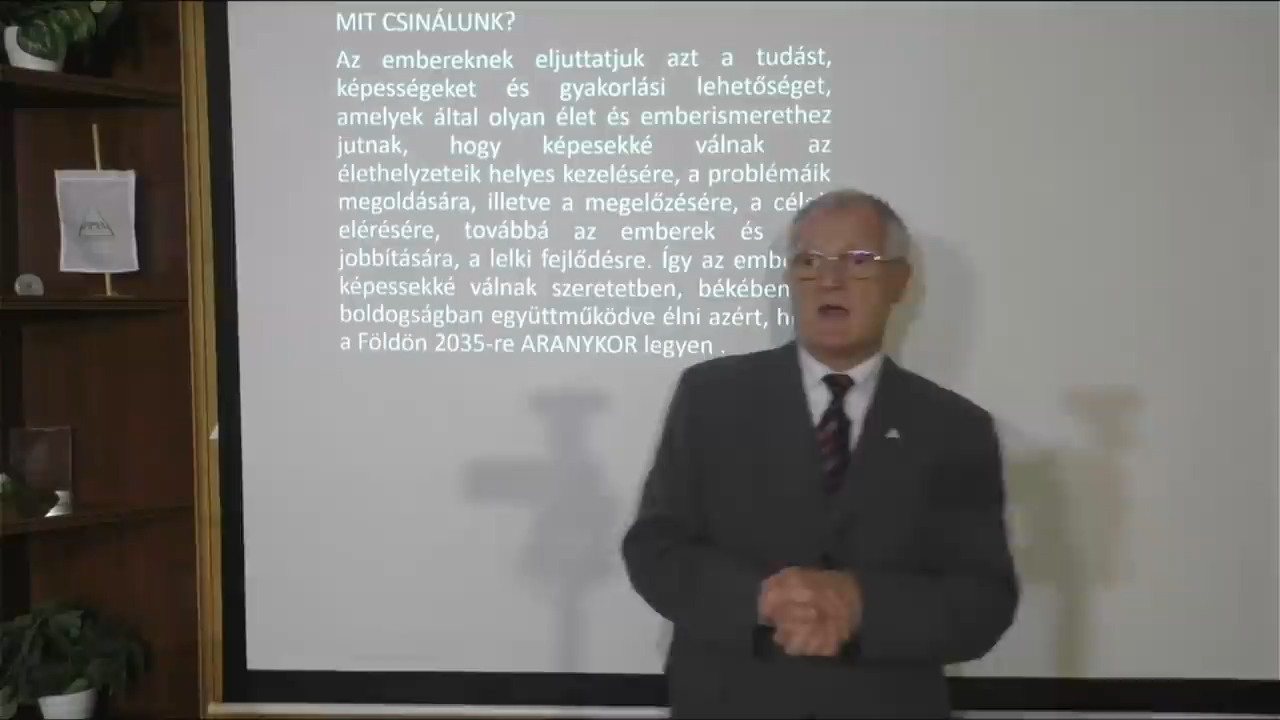 MIT CSINÁLUNK?
Az embereknek eljuttatjuk azt a tudást,
képességeket és gyakorlási lehetőséget,
amelyek által olyan élet és emberismerethez
jutnak, hogy képesekké válnak az
élethelyzeteik helyes kezelésére, a problémáik
megoldására, illetve a megelőzésére, a
elérésére, továbbá az emberek és
jobbítására, a lelki fejlődésre. Így az
képessekké válnak szeretetben, békében
boldogságban együttműködve élni azért,
a Földön 2035-re ARANYKOR legyen .